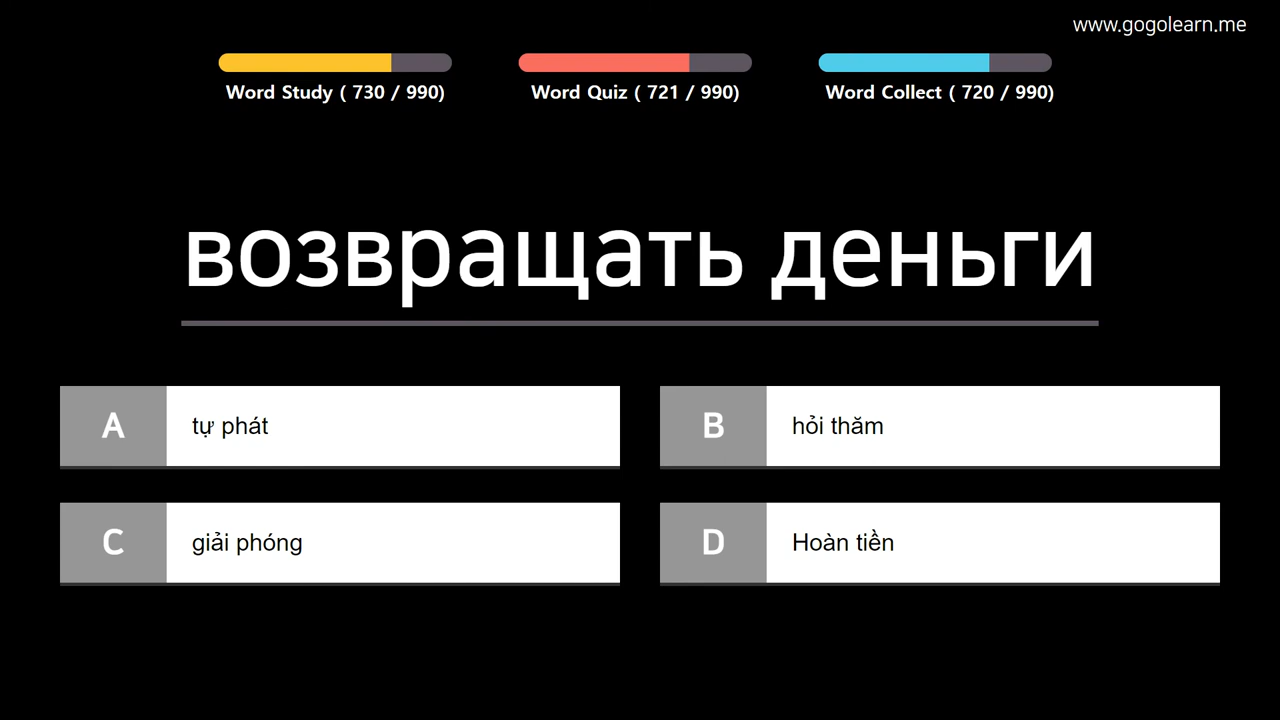 www.gogolearn.me
Word Study ( 730 / 990)
Word Quiz ( 721 / 990)
Word Collect ( 720 / 990)
возвращать деньги
A tự phát
B hỏi thăm
C giải phóng
D Hoàn tiền